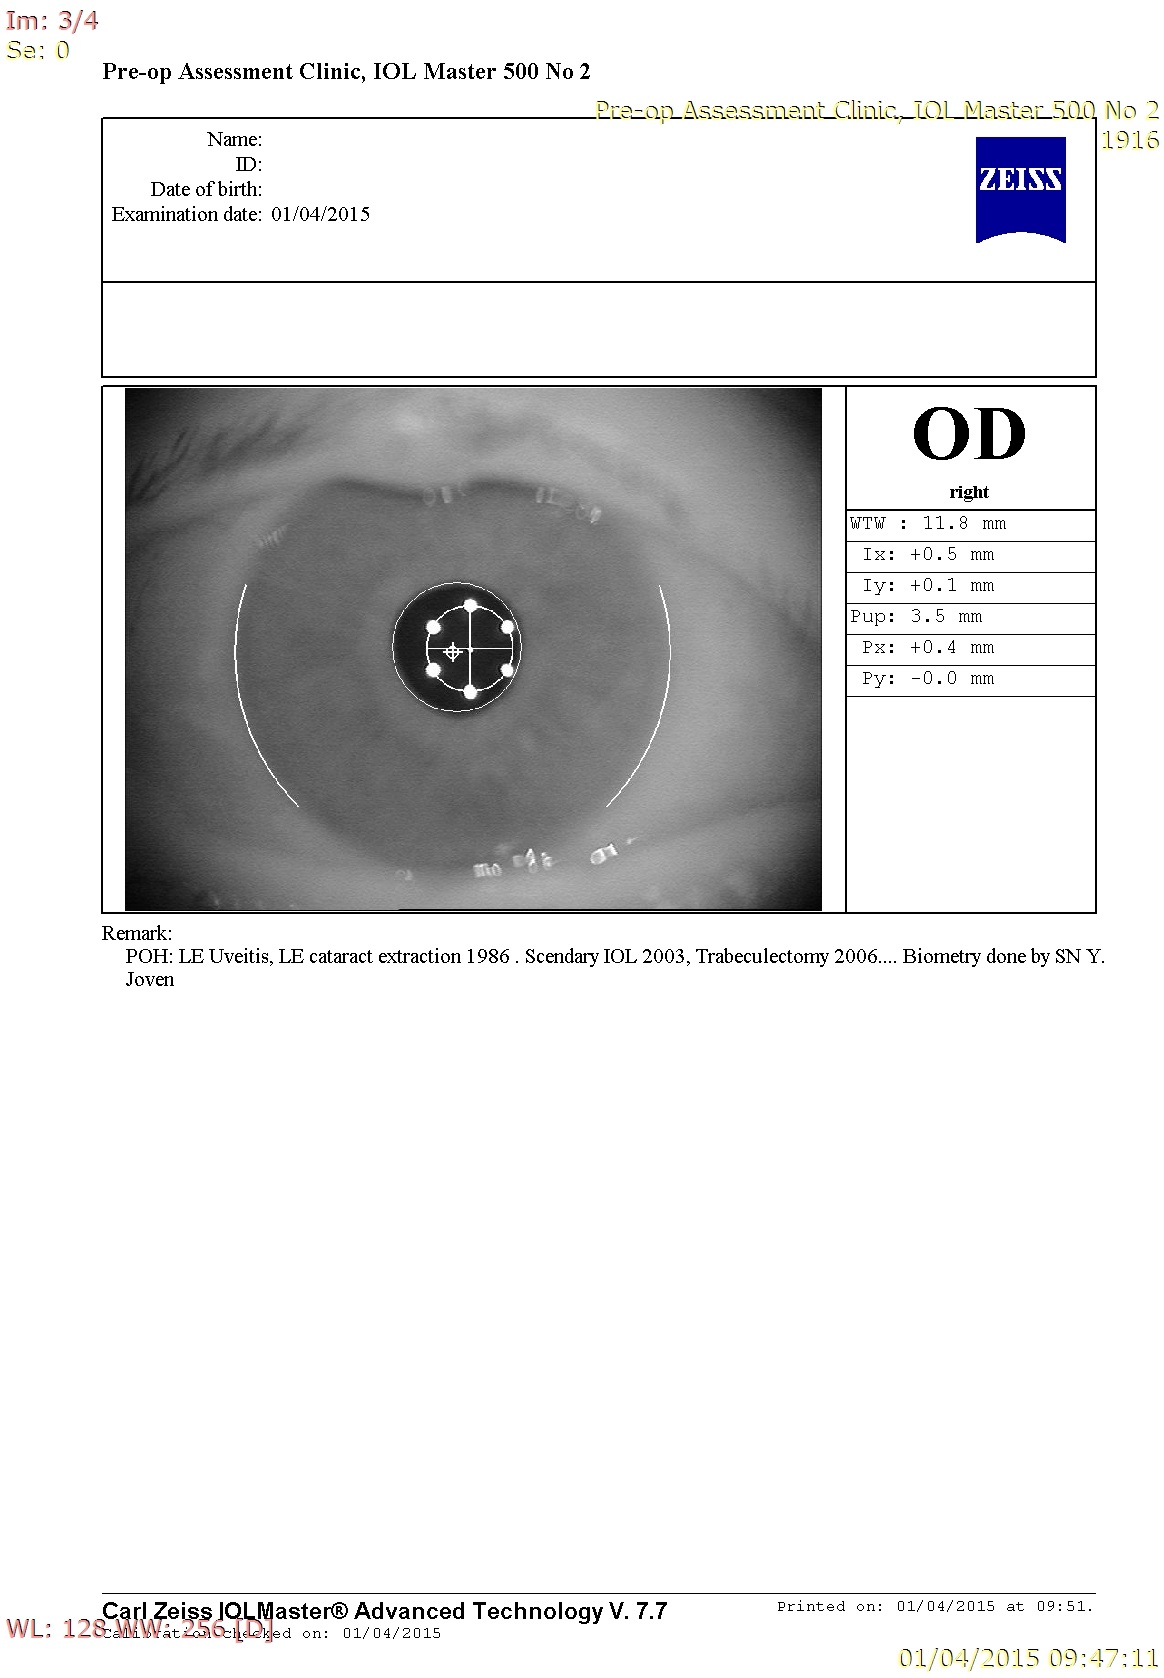 Im: 3/4
Se: 0
Pre-op Assessment Clinic, IOL Master 500 No 2
Pre-op Assessment Clinic, IOL Master 500 No 2
1916
Name:
ID:
Date of birth:
Examination date: 01/04/2015
ZEISS
OD
right
WTW : 11.8 mm
Ix: +0.5 mm
Iy: +0.1 mm
Pup: 3.5 mm
Px: +0.4 mm
Py: -0.0 mm
Remark:
POH: LE Uveitis, LE cataract extraction 1986 . Scendary IOL 2003, Trabeculectomy 2006.... Biometry done by SN Y.
Joven
Carl Zeiss IOLMaster® Advanced Technology V. 7.7
Printed on: 01/04/2015 at 09:51.
WL: 128 WW: 256 [D]
Calibration checked on: 01/04/2015
01/04/2015 09:47:11